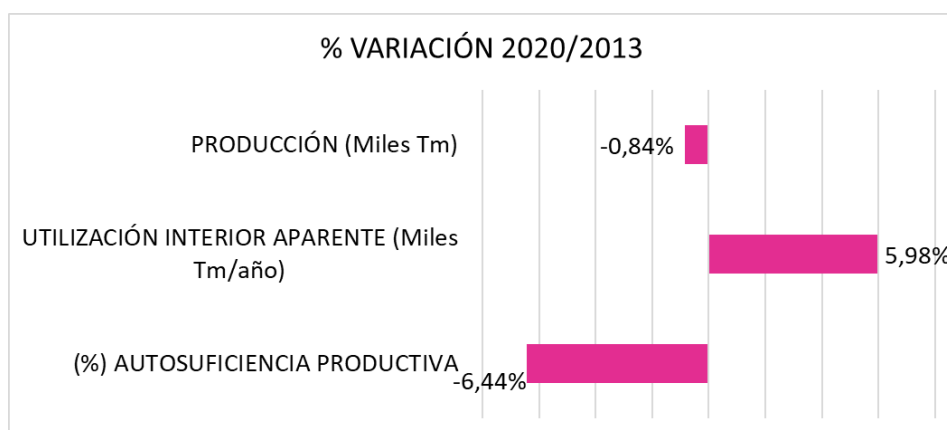 % VARIACIÓN 2020/2013
PRODUCCIÓN (Miles Tm)
-0,84%
UTILIZACIÓN INTERIOR APARENTE (Miles
Tm/año)
5,98%
(%) AUTOSUFICIENCIA PRODUCTIVA
-6,44%